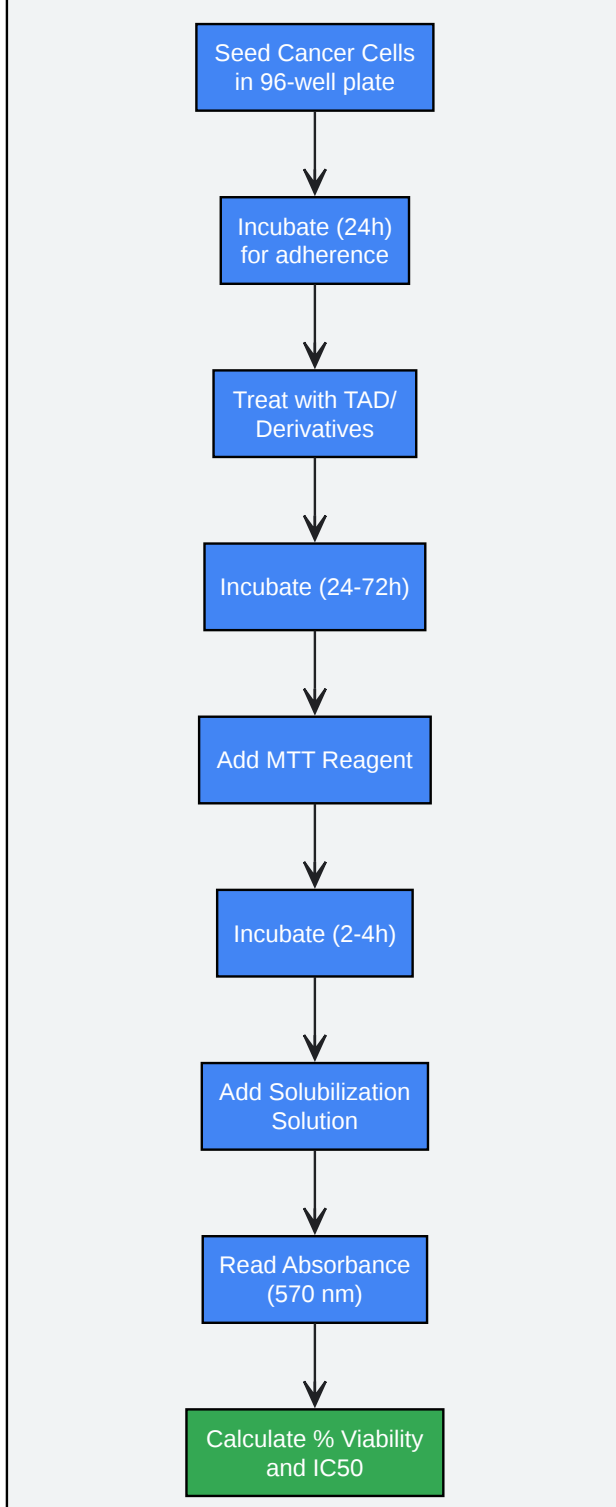 Seed Cancer Cells
in 96-well plate
Incubate (24h)
for adherence
Treat with TAD/
Derivatives
Incubate (24-72h)
Add MTT Reagent
Incubate (2-4h)
Add Solubilization
Solution
Read Absorbance
(570 nm)
Calculate % Viability
and IC50